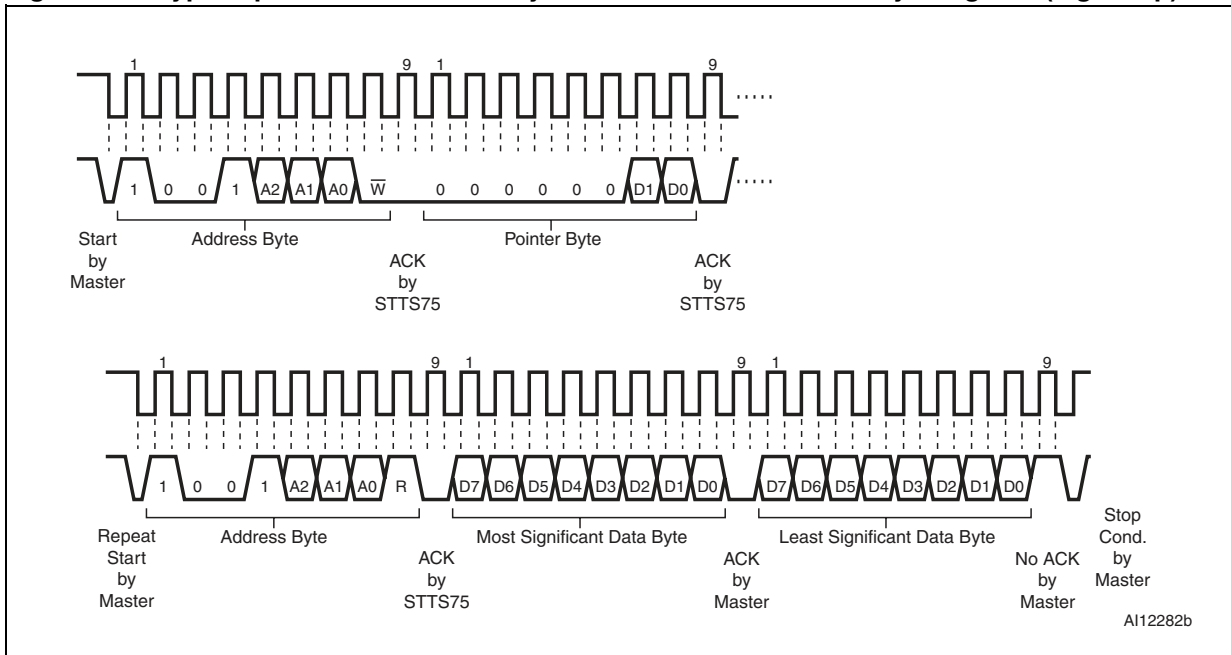 1 9 1 9
1 0 0 1 A2 A1 A0 W 0 0 0 0 0 0 D1 D0
Address Byte Pointer Byte
Start
by
Master
ACK
by
STTS75
ACK
by
STTS75
1 9 1 9 1 9
1 0 0 1 A2 A1 A0 R D7 D6 D5 D4 D3 D2 D1 D0 D7 D6 D5 D4 D3 D2 D1 D0
Address Byte Most Significant Data Byte Least Significant Data Byte
Repeat
Start
by
Master
ACK
by
STTS75
ACK
by
Master
No ACK
by
Master
Stop
Cond.
by
Master
AI12282b